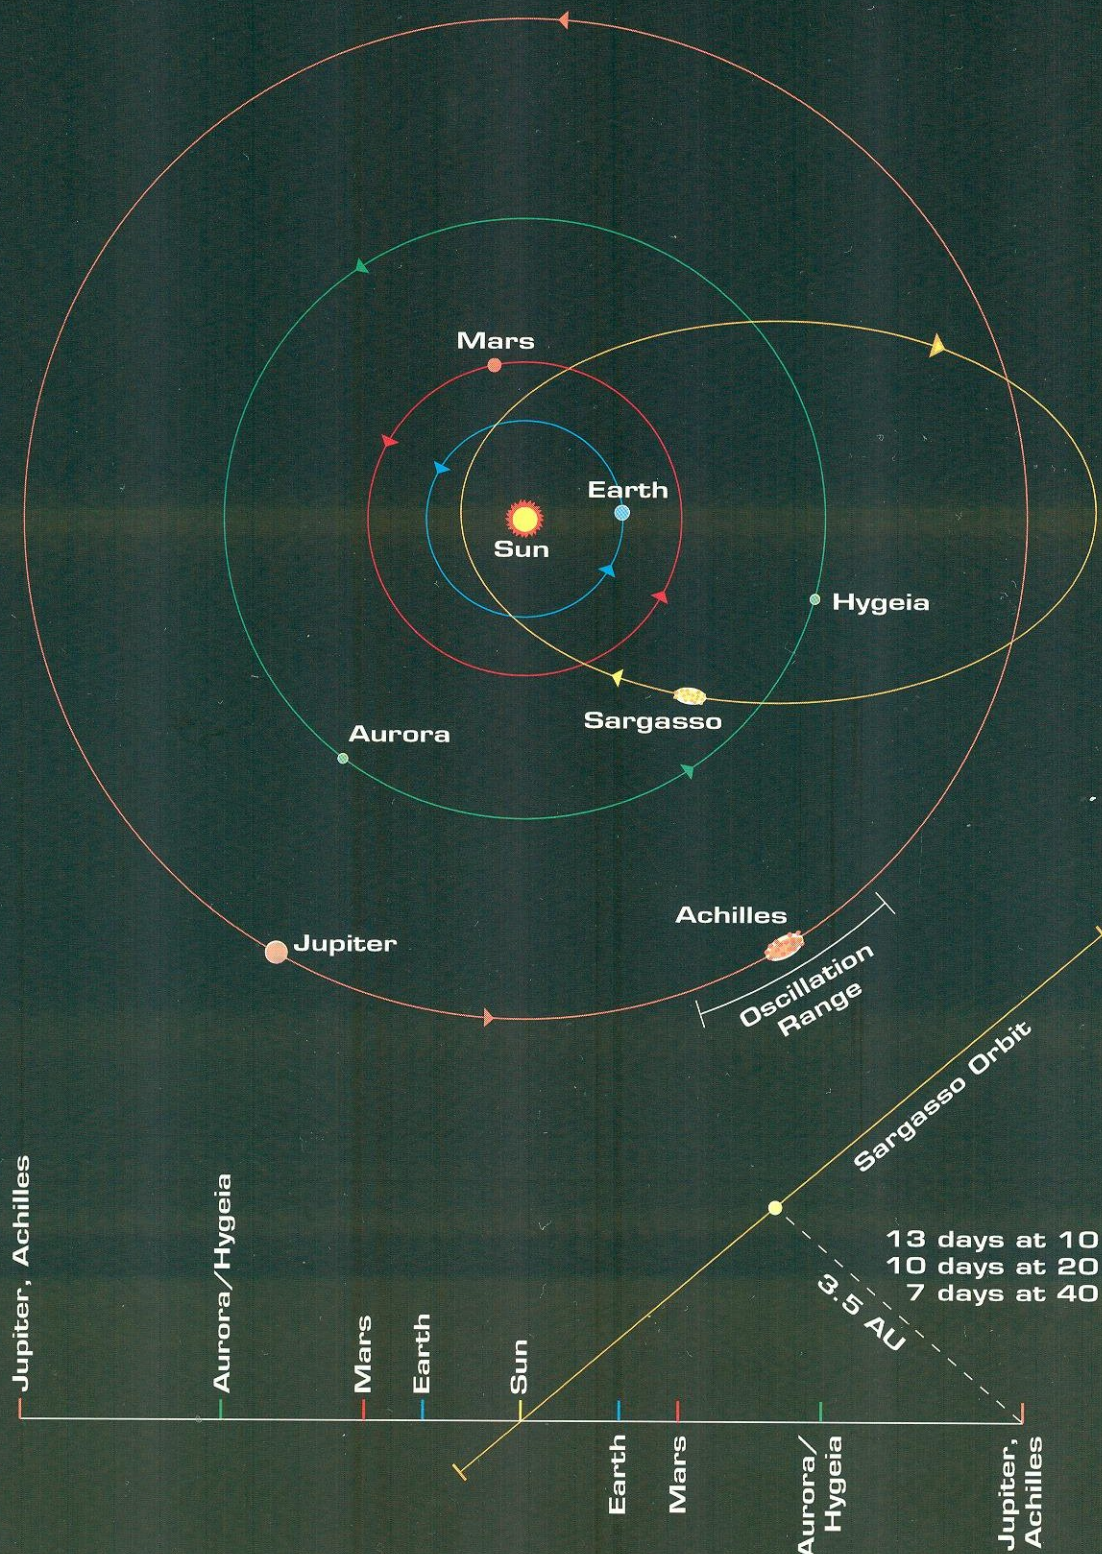 Mars
Earth
Sun
Hygeia
Sargasso
Aurora
Achilles
Jupiter
Oscillation
Range
Sargasso Orbit
13 days at 10
10 days at 20
7 days at 40
3.5 AU
Jupiter, Achilles
Aurora/Hygeia
Mars
Earth
Sun
Earth
Mars
Aurora/
Hygeia
Jupiter,
Achilles